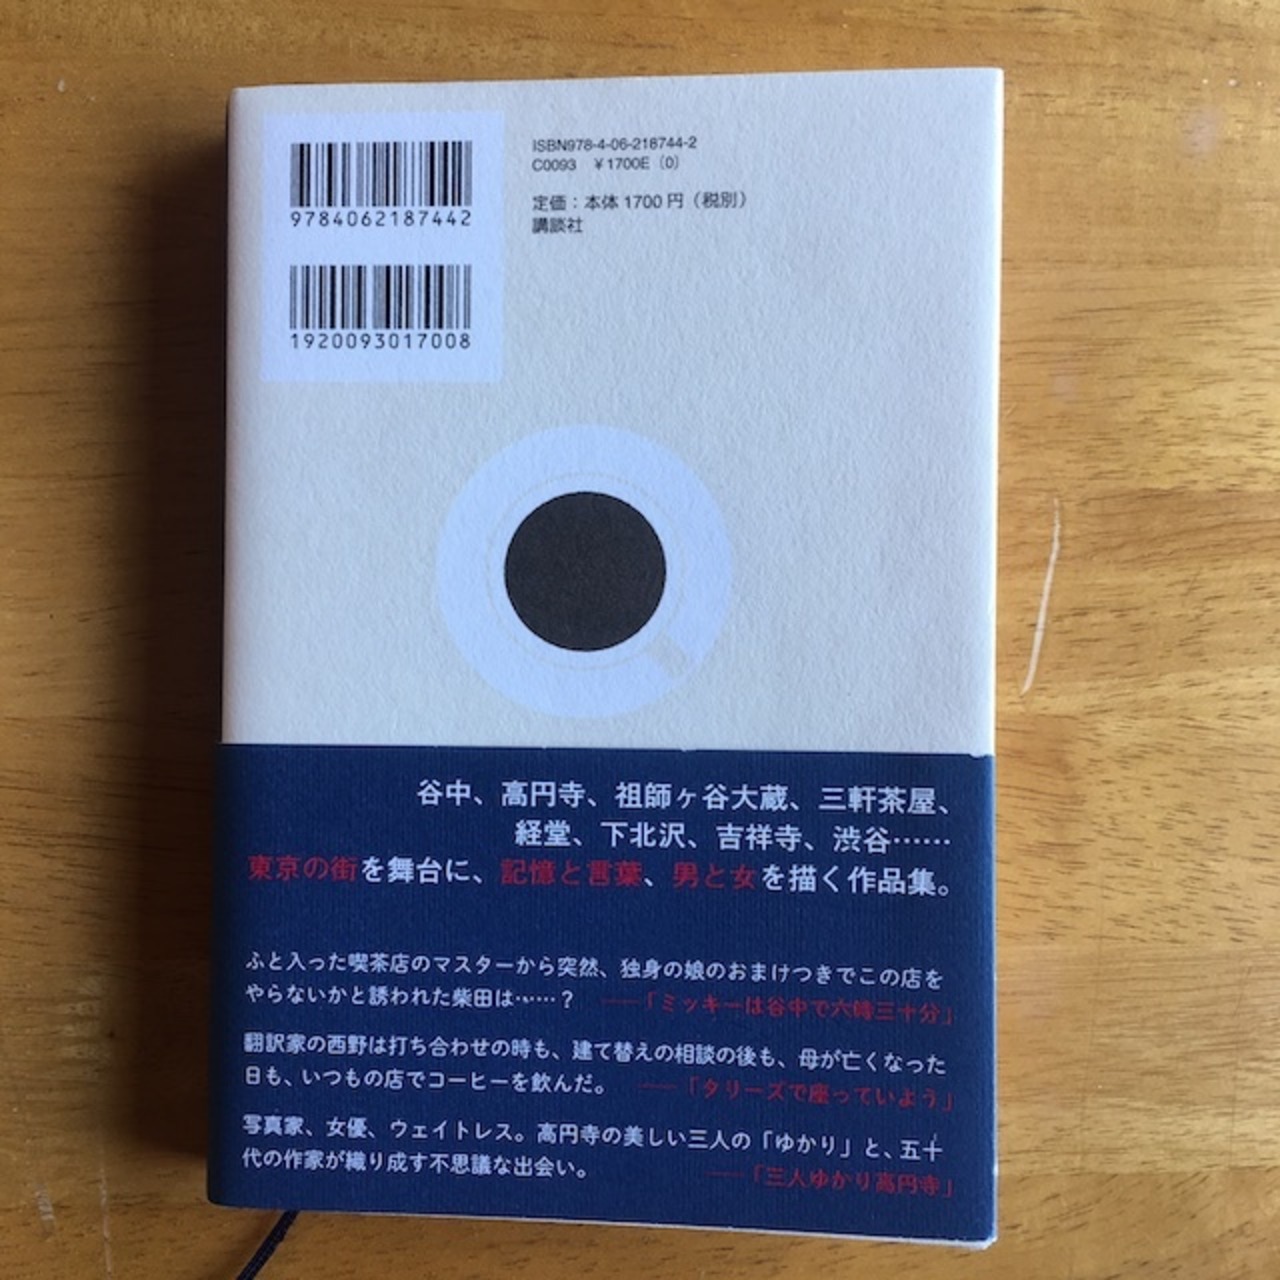 9784062187442
1920093017008
ISBN978-4-06-218744-2
C0093 ¥1700E (0)
定価：本体1700円（税別）
講談社
谷中、高円寺、祖師ヶ谷大蔵、三軒茶屋、
経堂、下北沢、吉祥寺、渋谷……
東京の街を舞台に、記憶と言葉、男と女を描く作品集。
ふと入った喫茶店のマスターから突然、独身の娘のおまけつきでこの店を
やらないかと誘われた柴田は……？ ──「ミッキーは谷中で六時三十分」
翻訳家の西野は打ち合わせの時も、建て替えの相談の後も、母が亡くなった
日も、いつもの店でコーヒーを飲んだ。 ──「タリーズで座っていよう」
写真家、女優、ウェイトレス。高円寺の美しい三人の「ゆかり」と、五十
代の作家が織り成す不思議な出会い。 ──「三人ゆかり高円寺」